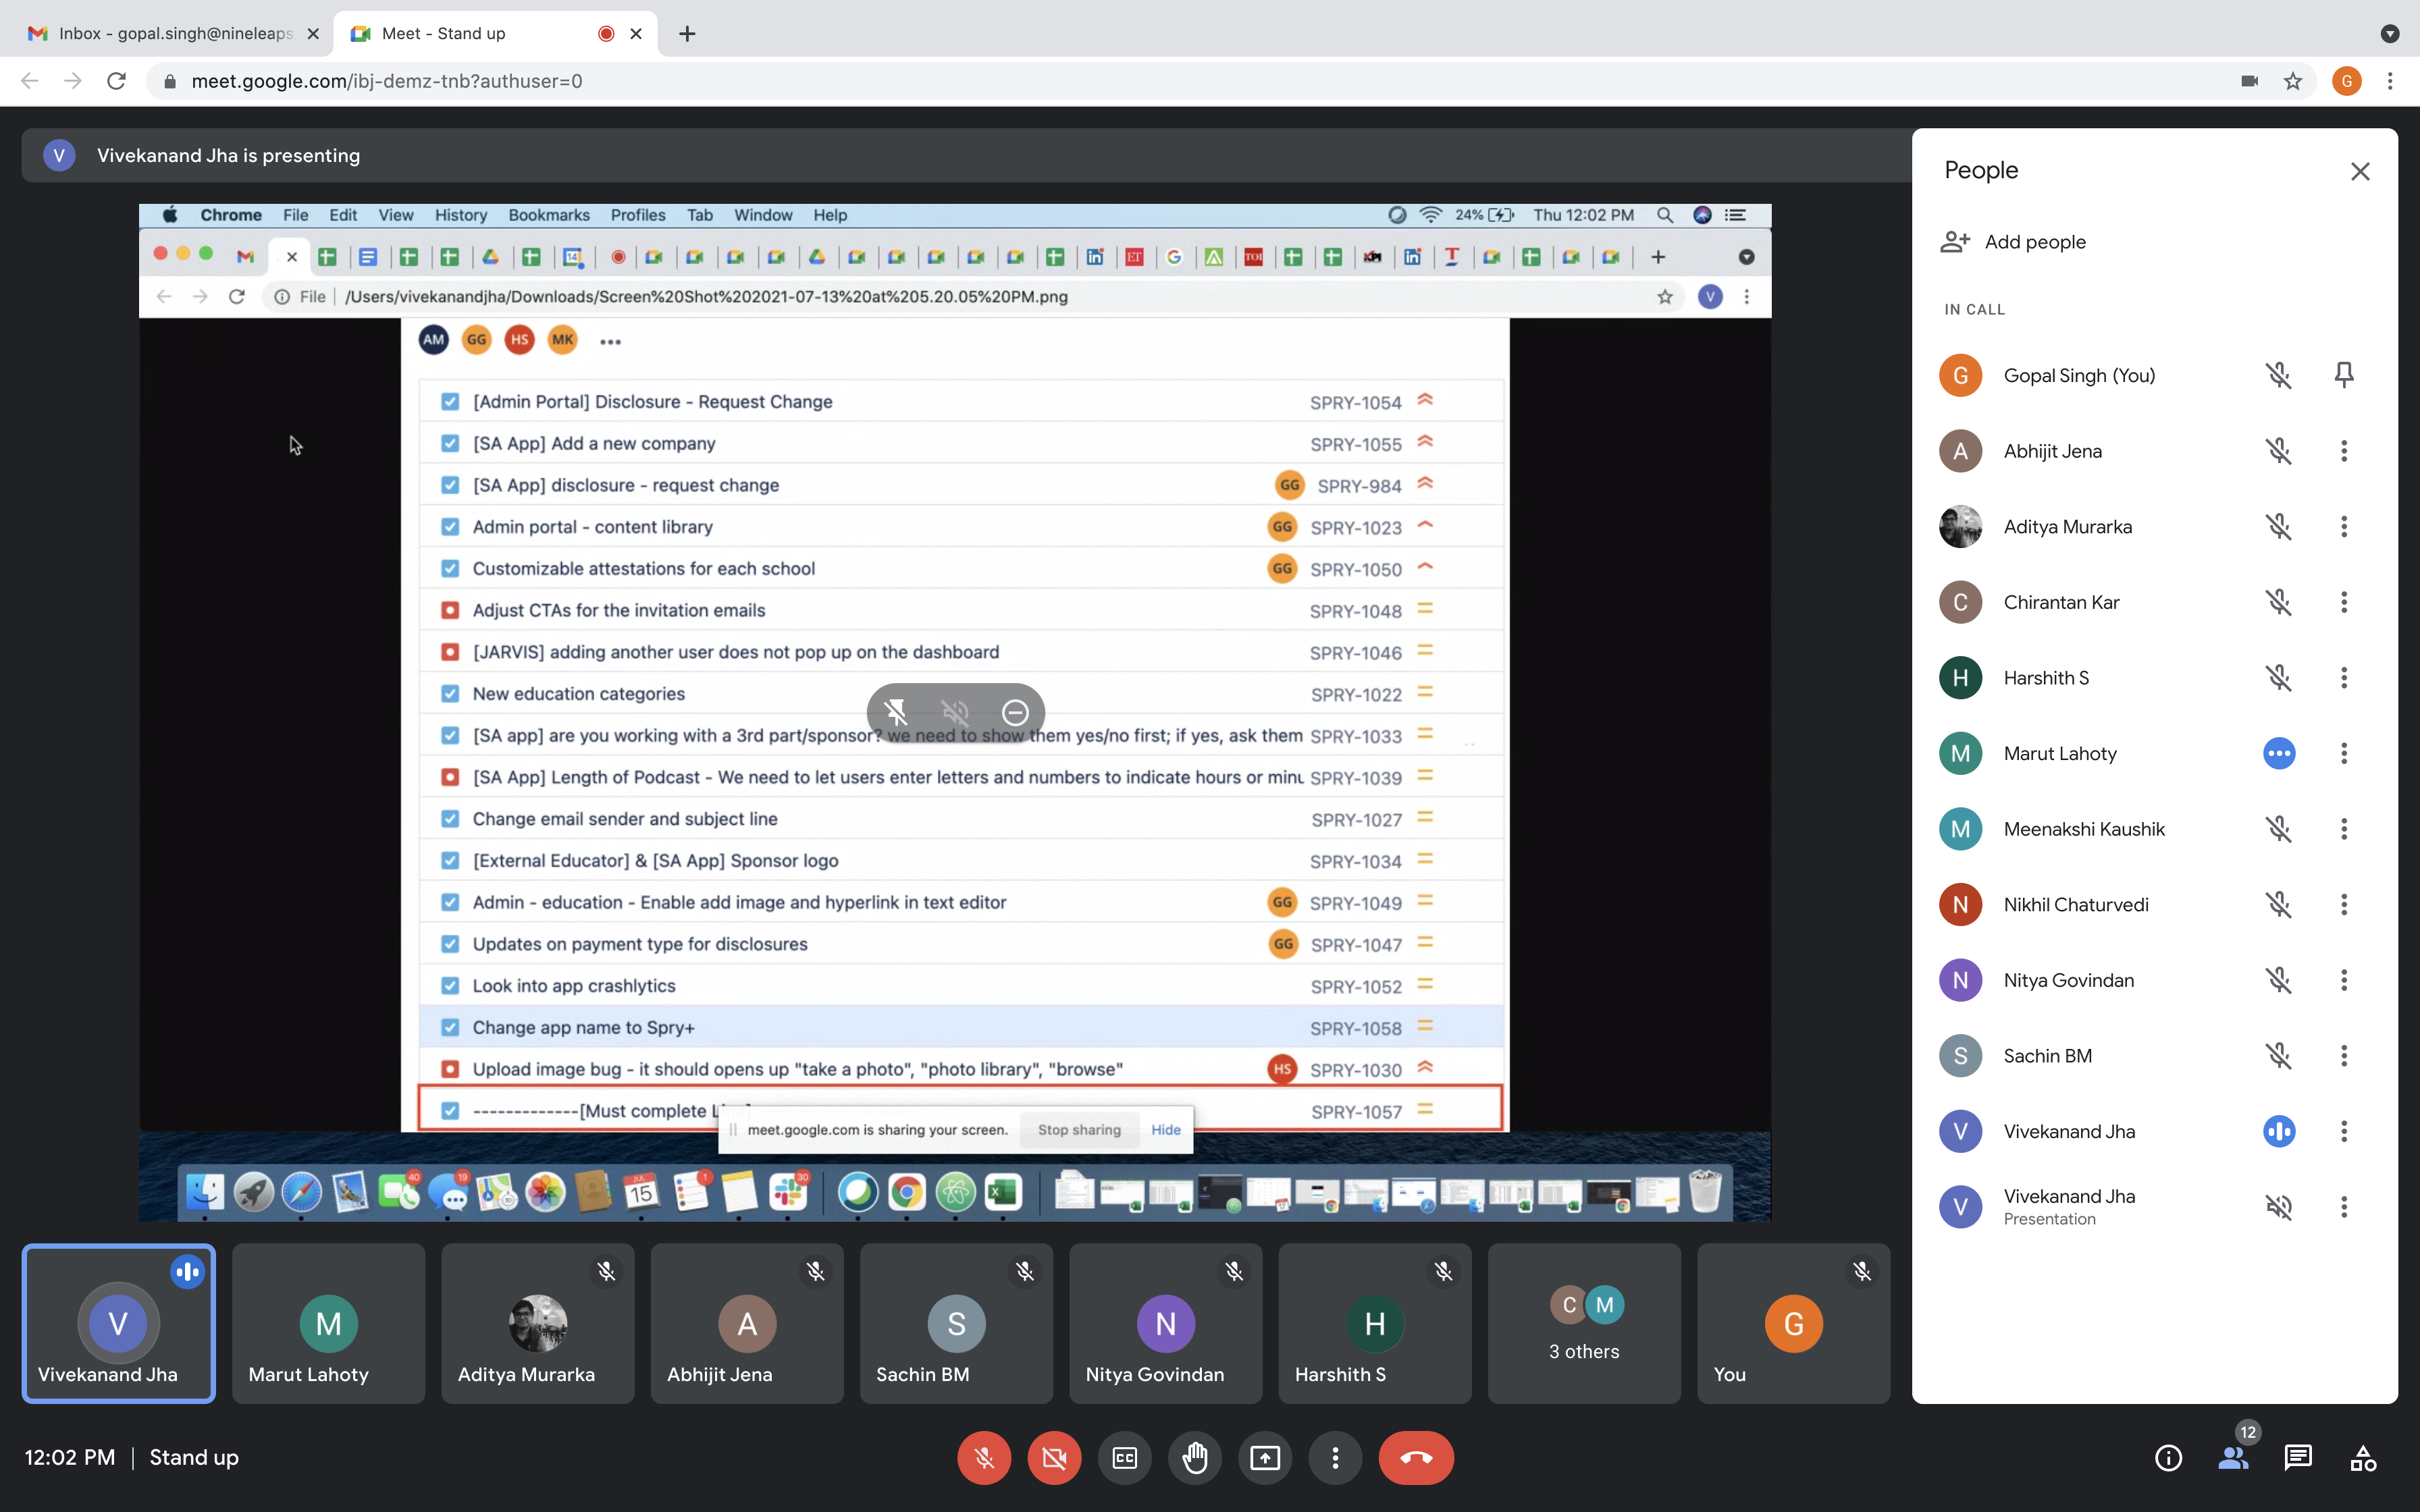 Inbox - gopal.singh@nineleaps
Meet - Stand up
meet.google.com/ibj-demz-tnb?authuser=0
G
V
Vivekanand Jha is presenting
Chrome File Edit View History Bookmarks Profiles Tab Window Help
24% Thu 12:02 PM
14 ET TOI KPI
File /Users/vivekanandjha/Downloads/Screen%20Shot%202021-07-13%20at%205.20.05%20PM.png
V
AM GG HS MK
[Admin Portal] Disclosure - Request Change SPRY-1054
[SA App] Add a new company SPRY-1055
[SA App] disclosure - request change GG SPRY-984
Admin portal - content library GG SPRY-1023
Customizable attestations for each school GG SPRY-1050
Adjust CTAs for the invitation emails SPRY-1048
[JARVIS] adding another user does not pop up on the dashboard SPRY-1046
New education categories SPRY-1022
[SA app] are you working with a 3rd part/sponsor? we need to show them yes/no first; if yes, ask them SPRY-1033
[SA App] Length of Podcast - We need to let users enter letters and numbers to indicate hours or minu SPRY-1039
Change email sender and subject line SPRY-1027
[External Educator] & [SA App] Sponsor logo SPRY-1034
Admin - education - Enable add image and hyperlink in text editor GG SPRY-1049
Updates on payment type for disclosures GG SPRY-1047
Look into app crashlytics SPRY-1052
Change app name to Spry+ SPRY-1058
Upload image bug - it should opens up "take a photo", "photo library", "browse" HS SPRY-1030
-------------[Must complete Line] SPRY-1057
meet.google.com is sharing your screen. Stop sharing Hide
40 19 JUL 15 1 30
People
Add people
IN CALL
G Gopal Singh (You)
A Abhijit Jena
Aditya Murarka
C Chirantan Kar
H Harshith S
M Marut Lahoty
M Meenakshi Kaushik
N Nikhil Chaturvedi
N Nitya Govindan
S Sachin BM
V Vivekanand Jha
V Vivekanand Jha
Presentation
V M A S N H C M G
3 others
Vivekanand Jha Marut Lahoty Aditya Murarka Abhijit Jena Sachin BM Nitya Govindan Harshith S You
12:02 PM | Stand up
CC
12